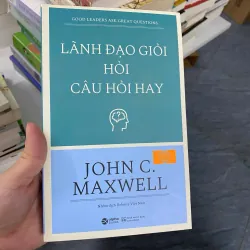 GOOD LEADERS ASK GREAT QUESTIONS
LÃNH ĐẠO GIỎI
HỎI
CÂU HỎI HAY
JOHN C.
MAXWELL